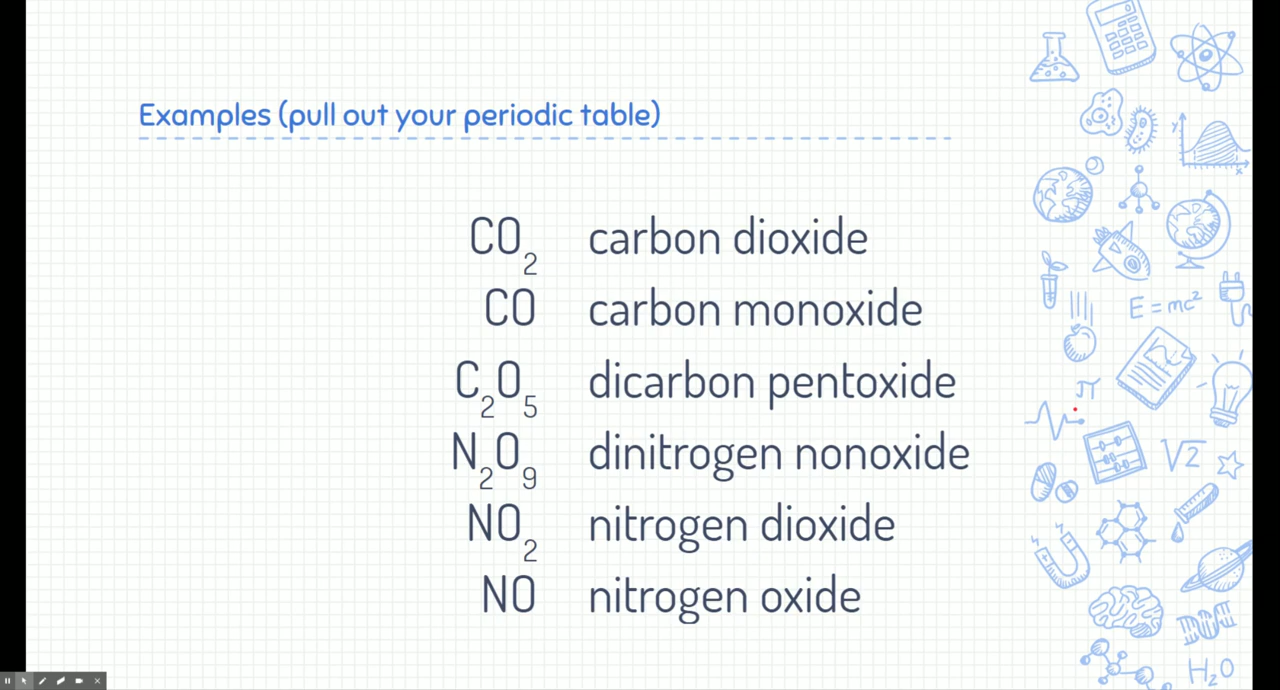 Examples (pull out your periodic table)
CO₂ carbon dioxide
CO carbon monoxide
C₂O₅ dicarbon pentoxide
N₂O₉ dinitrogen nonoxide
NO₂ nitrogen dioxide
NO nitrogen oxide
y
x
E = mc²
π
√2
H₂O